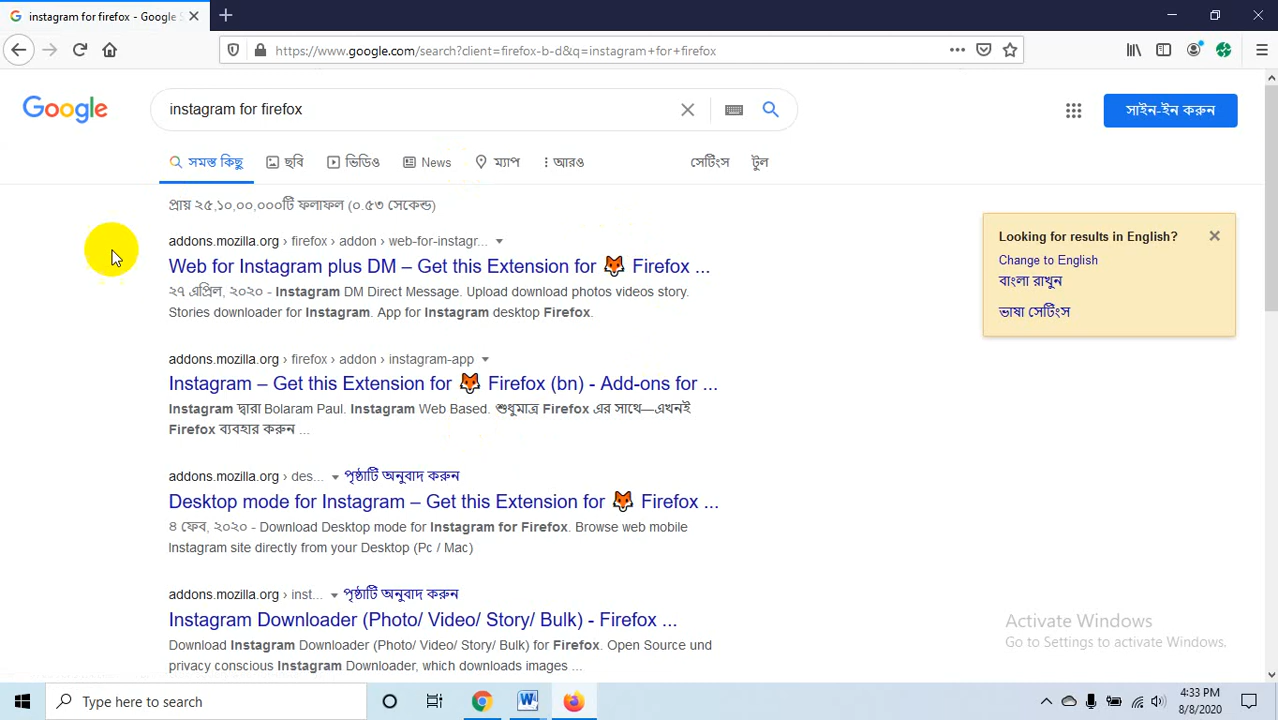 instagram for firefox - Google S
https://www.google.com/search?client=firefox-b-d&q=instagram+for+firefox
Google
instagram for firefox
সাইন-ইন করুন
সমস্ত কিছু ছবি ভিডিও News ম্যাপ আরও সেটিংস টুল
প্রায় ২৫,১০,০০,০০০টি ফলাফল (০.৫৩ সেকেন্ড)
addons.mozilla.org › firefox › addon › web-for-instagr...
Web for Instagram plus DM – Get this Extension for Firefox ...
২৭ এপ্রিল, ২০২০ - Instagram DM Direct Message. Upload download photos videos story.
Stories downloader for Instagram. App for Instagram desktop Firefox.
Looking for results in English?
Change to English
বাংলা রাখুন
ভাষা সেটিংস
addons.mozilla.org › firefox › addon › instagram-app
Instagram – Get this Extension for Firefox (bn) - Add-ons for ...
Instagram দ্বারা Bolaram Paul. Instagram Web Based. শুধুমাত্র Firefox এর সাথে—এখনই
Firefox ব্যবহার করুন ...
addons.mozilla.org › des... পৃষ্ঠাটি অনুবাদ করুন
Desktop mode for Instagram – Get this Extension for Firefox ...
৪ ফেব, ২০২০ - Download Desktop mode for Instagram for Firefox. Browse web mobile
Instagram site directly from your Desktop (Pc / Mac)
addons.mozilla.org › inst... পৃষ্ঠাটি অনুবাদ করুন
Instagram Downloader (Photo/ Video/ Story/ Bulk) - Firefox ...
Download Instagram Downloader (Photo/ Video/ Story/ Bulk) for Firefox. Open Source und
privacy conscious Instagram Downloader, which downloads images ...
Activate Windows
Go to Settings to activate Windows.
Type here to search
4:33 PM
8/8/2020